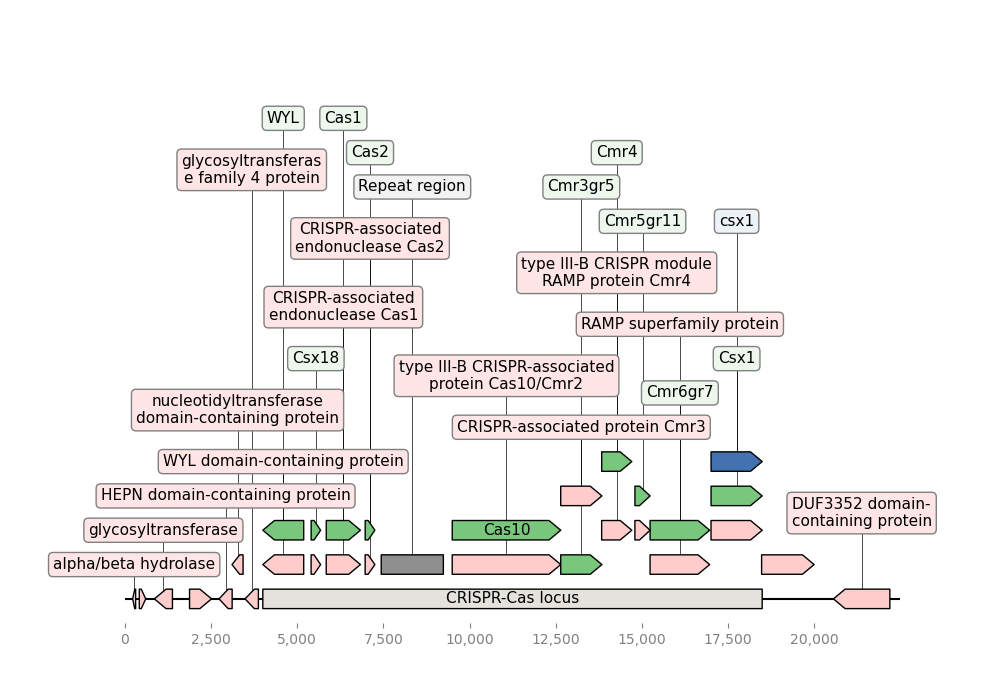 WYL
Cas1
Cas2
Cmr4
glycosyltransferas
e family 4 protein
Repeat region
Cmr3gr5
Cmr5gr11
csx1
CRISPR-associated
endonuclease Cas2
type III-B CRISPR module
RAMP protein Cmr4
CRISPR-associated
endonuclease Cas1
RAMP superfamily protein
Csx18
Csx1
type III-B CRISPR-associated
protein Cas10/Cmr2
Cmr6gr7
nucleotidyltransferase
domain-containing protein
CRISPR-associated protein Cmr3
WYL domain-containing protein
HEPN domain-containing protein
DUF3352 domain-
containing protein
glycosyltransferase
Cas10
alpha/beta hydrolase
CRISPR-Cas locus
0
2,500
5,000
7,500
10,000
12,500
15,000
17,500
20,000